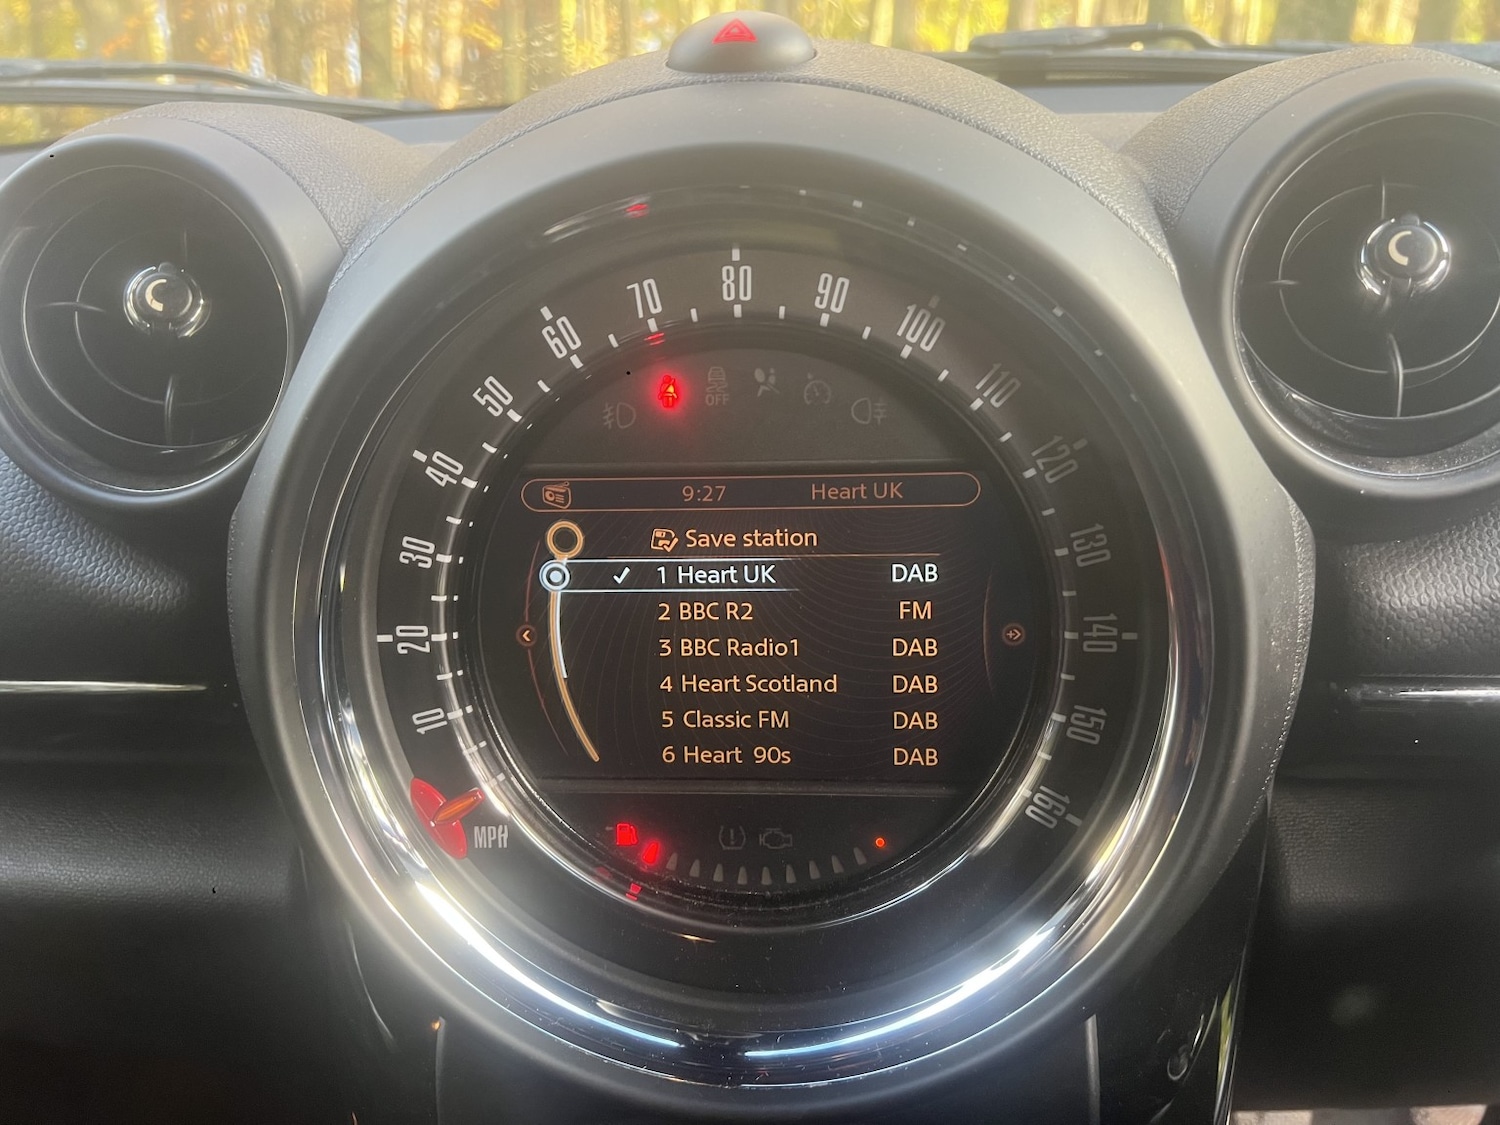 80
70
90
60
100
50
110
40
120
30
130
20
140
10
150
160
MPH
OFF
9:27 Heart UK
Save station
1 Heart UK DAB
2 BBC R2 FM
3 BBC Radio1 DAB
4 Heart Scotland DAB
5 Classic FM DAB
6 Heart 90s DAB